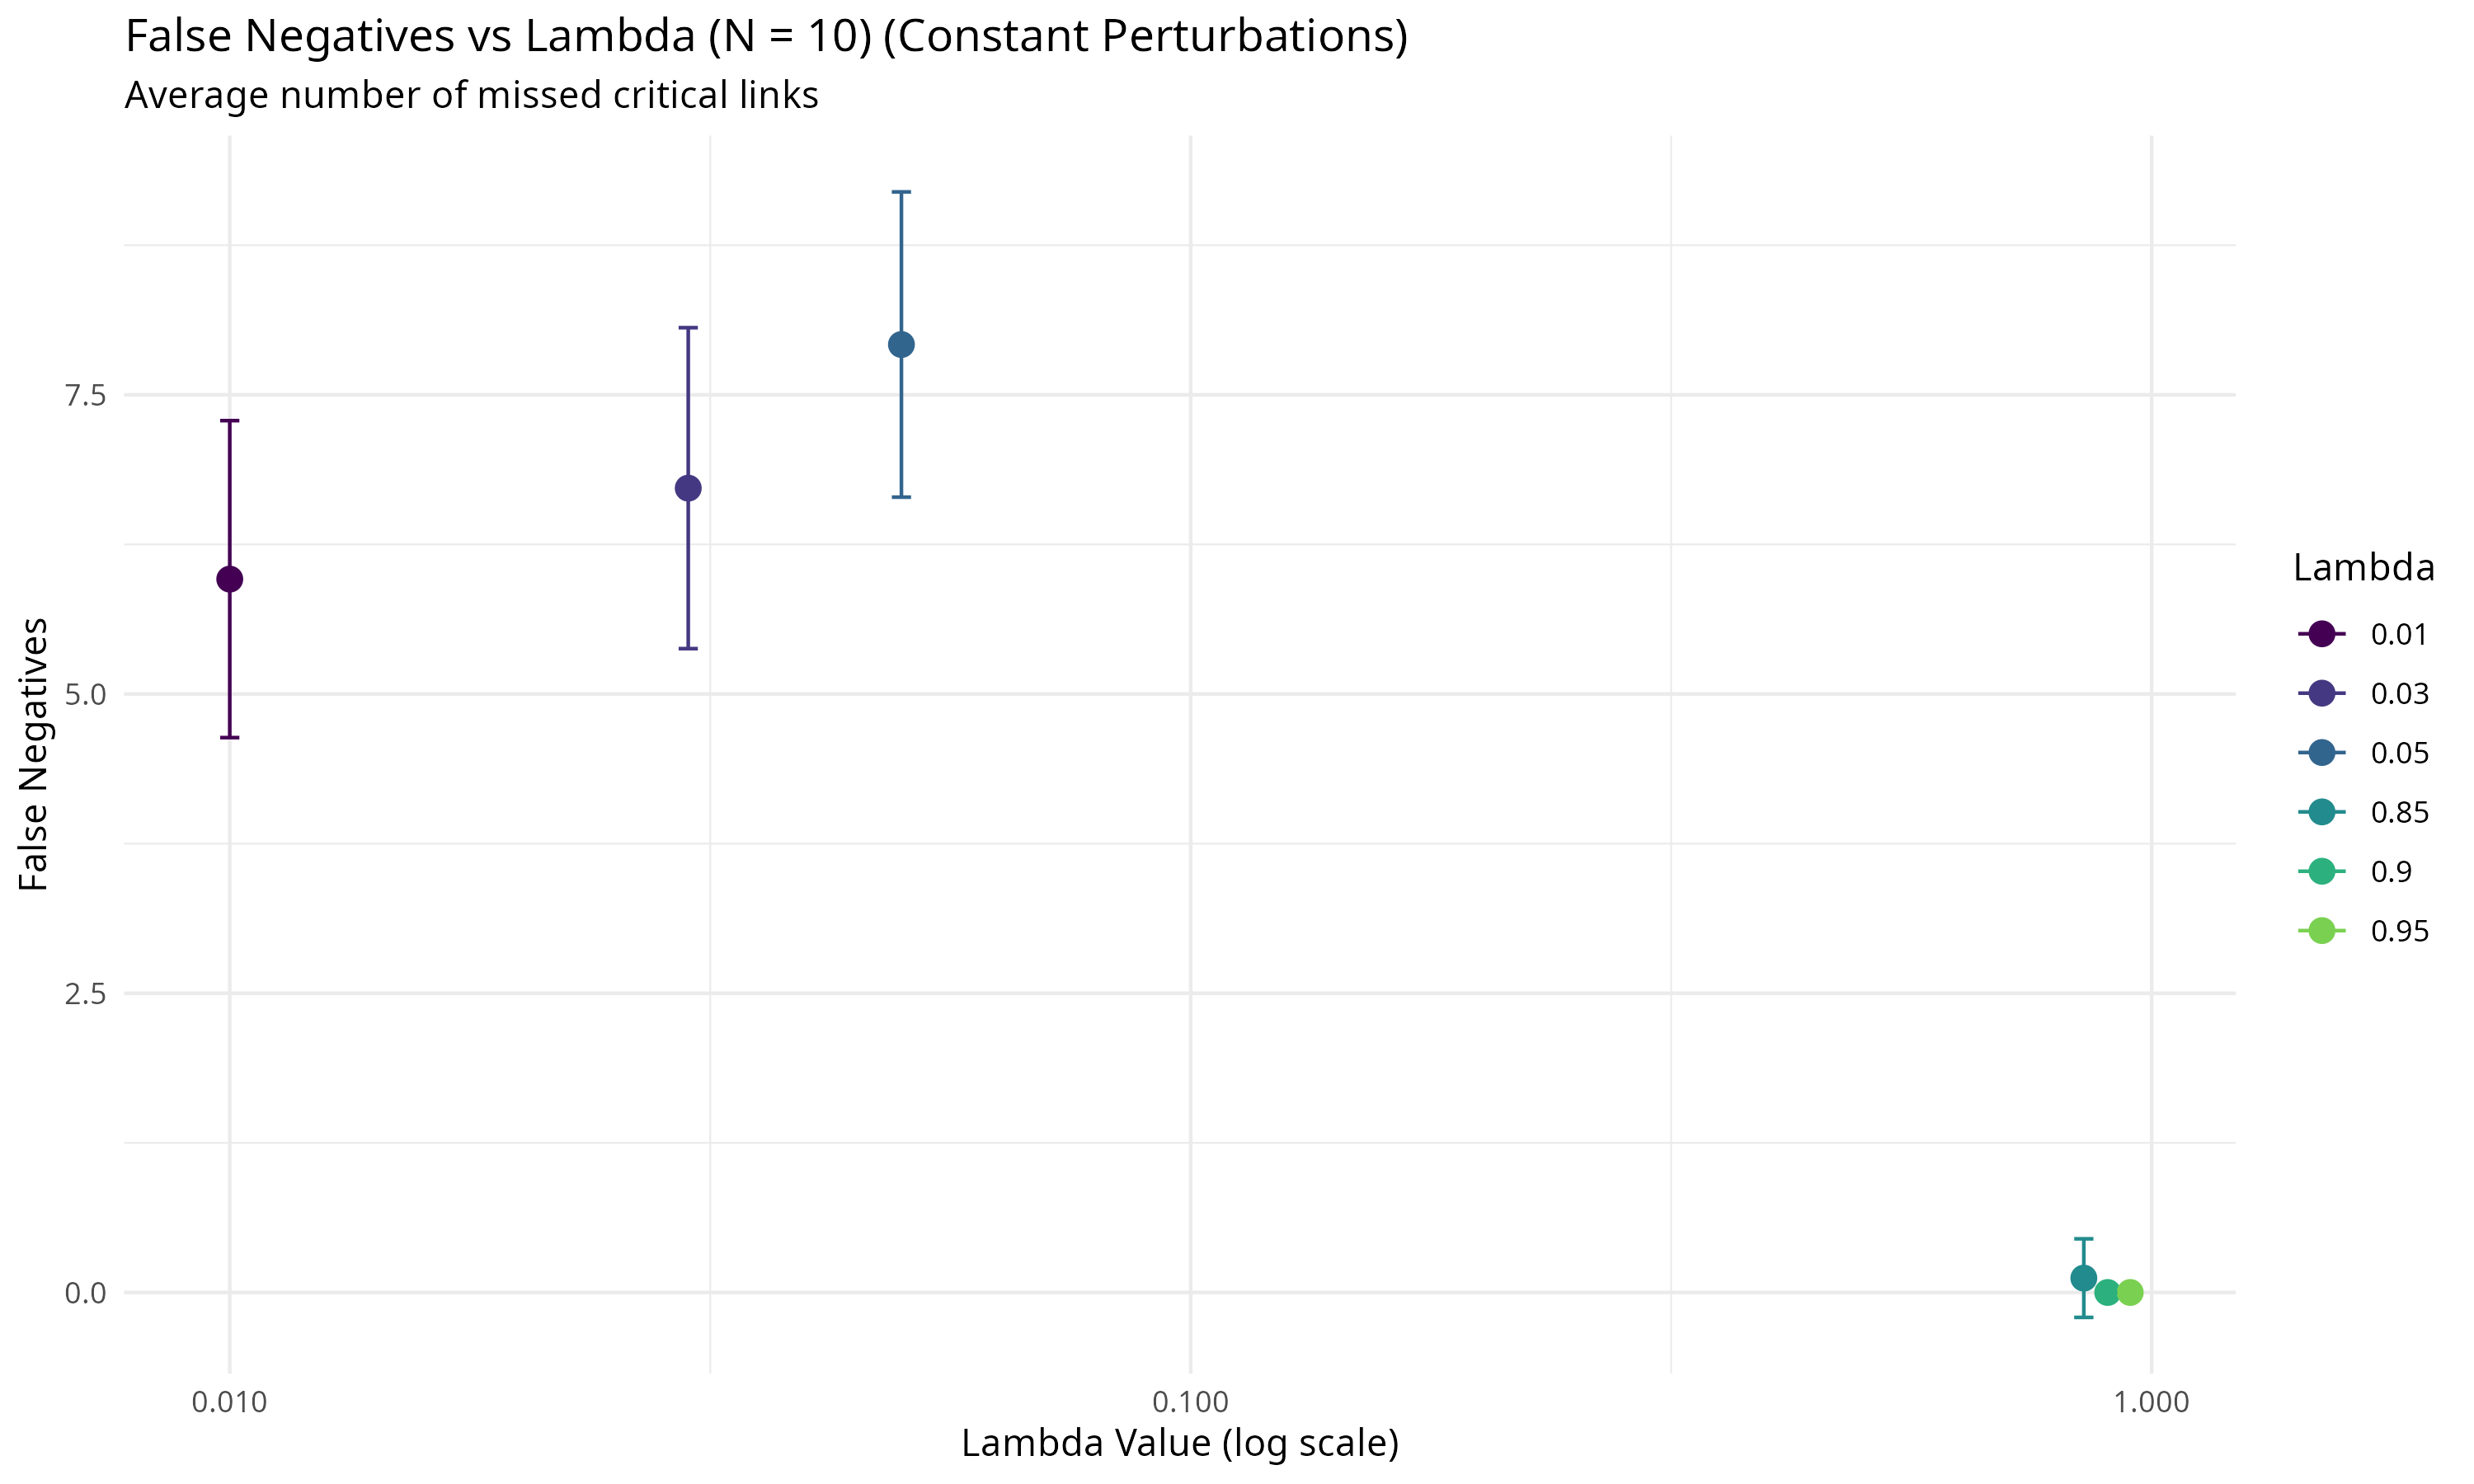 False Negatives vs Lambda (N = 10) (Constant Perturbations)
Average number of missed critical links
False Negatives
7.5
5.0
2.5
0.0
0.010
0.100
1.000
Lambda Value (log scale)
Lambda
0.01
0.03
0.05
0.85
0.9
0.95